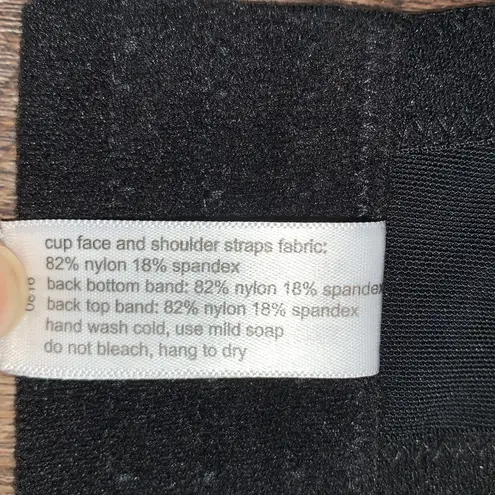 cup face and shoulder straps fabric:
82% nylon 18% spandex
back bottom band: 82% nylon 18% spandex
back top band: 82% nylon 18% spandex
hand wash cold, use mild soap
do not bleach, hang to dry